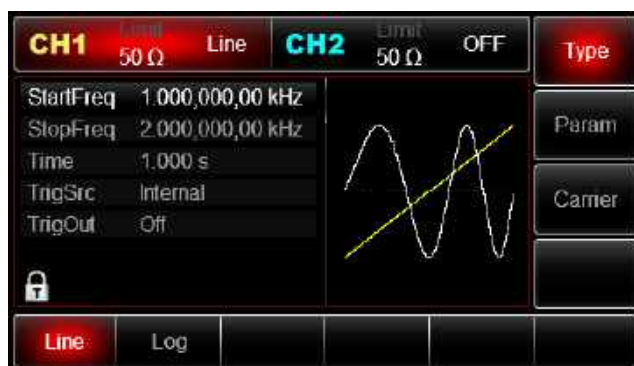 CH1 Limit 50 Ω Line CH2 Limit 50 Ω OFF Type
StartFreq 1.000,000,00 kHz
StopFreq 2.000,000,00 kHz
Param
Time 1.000 s
TrigSrc Internal
Carrier
TrigOut Off
T
Line Log